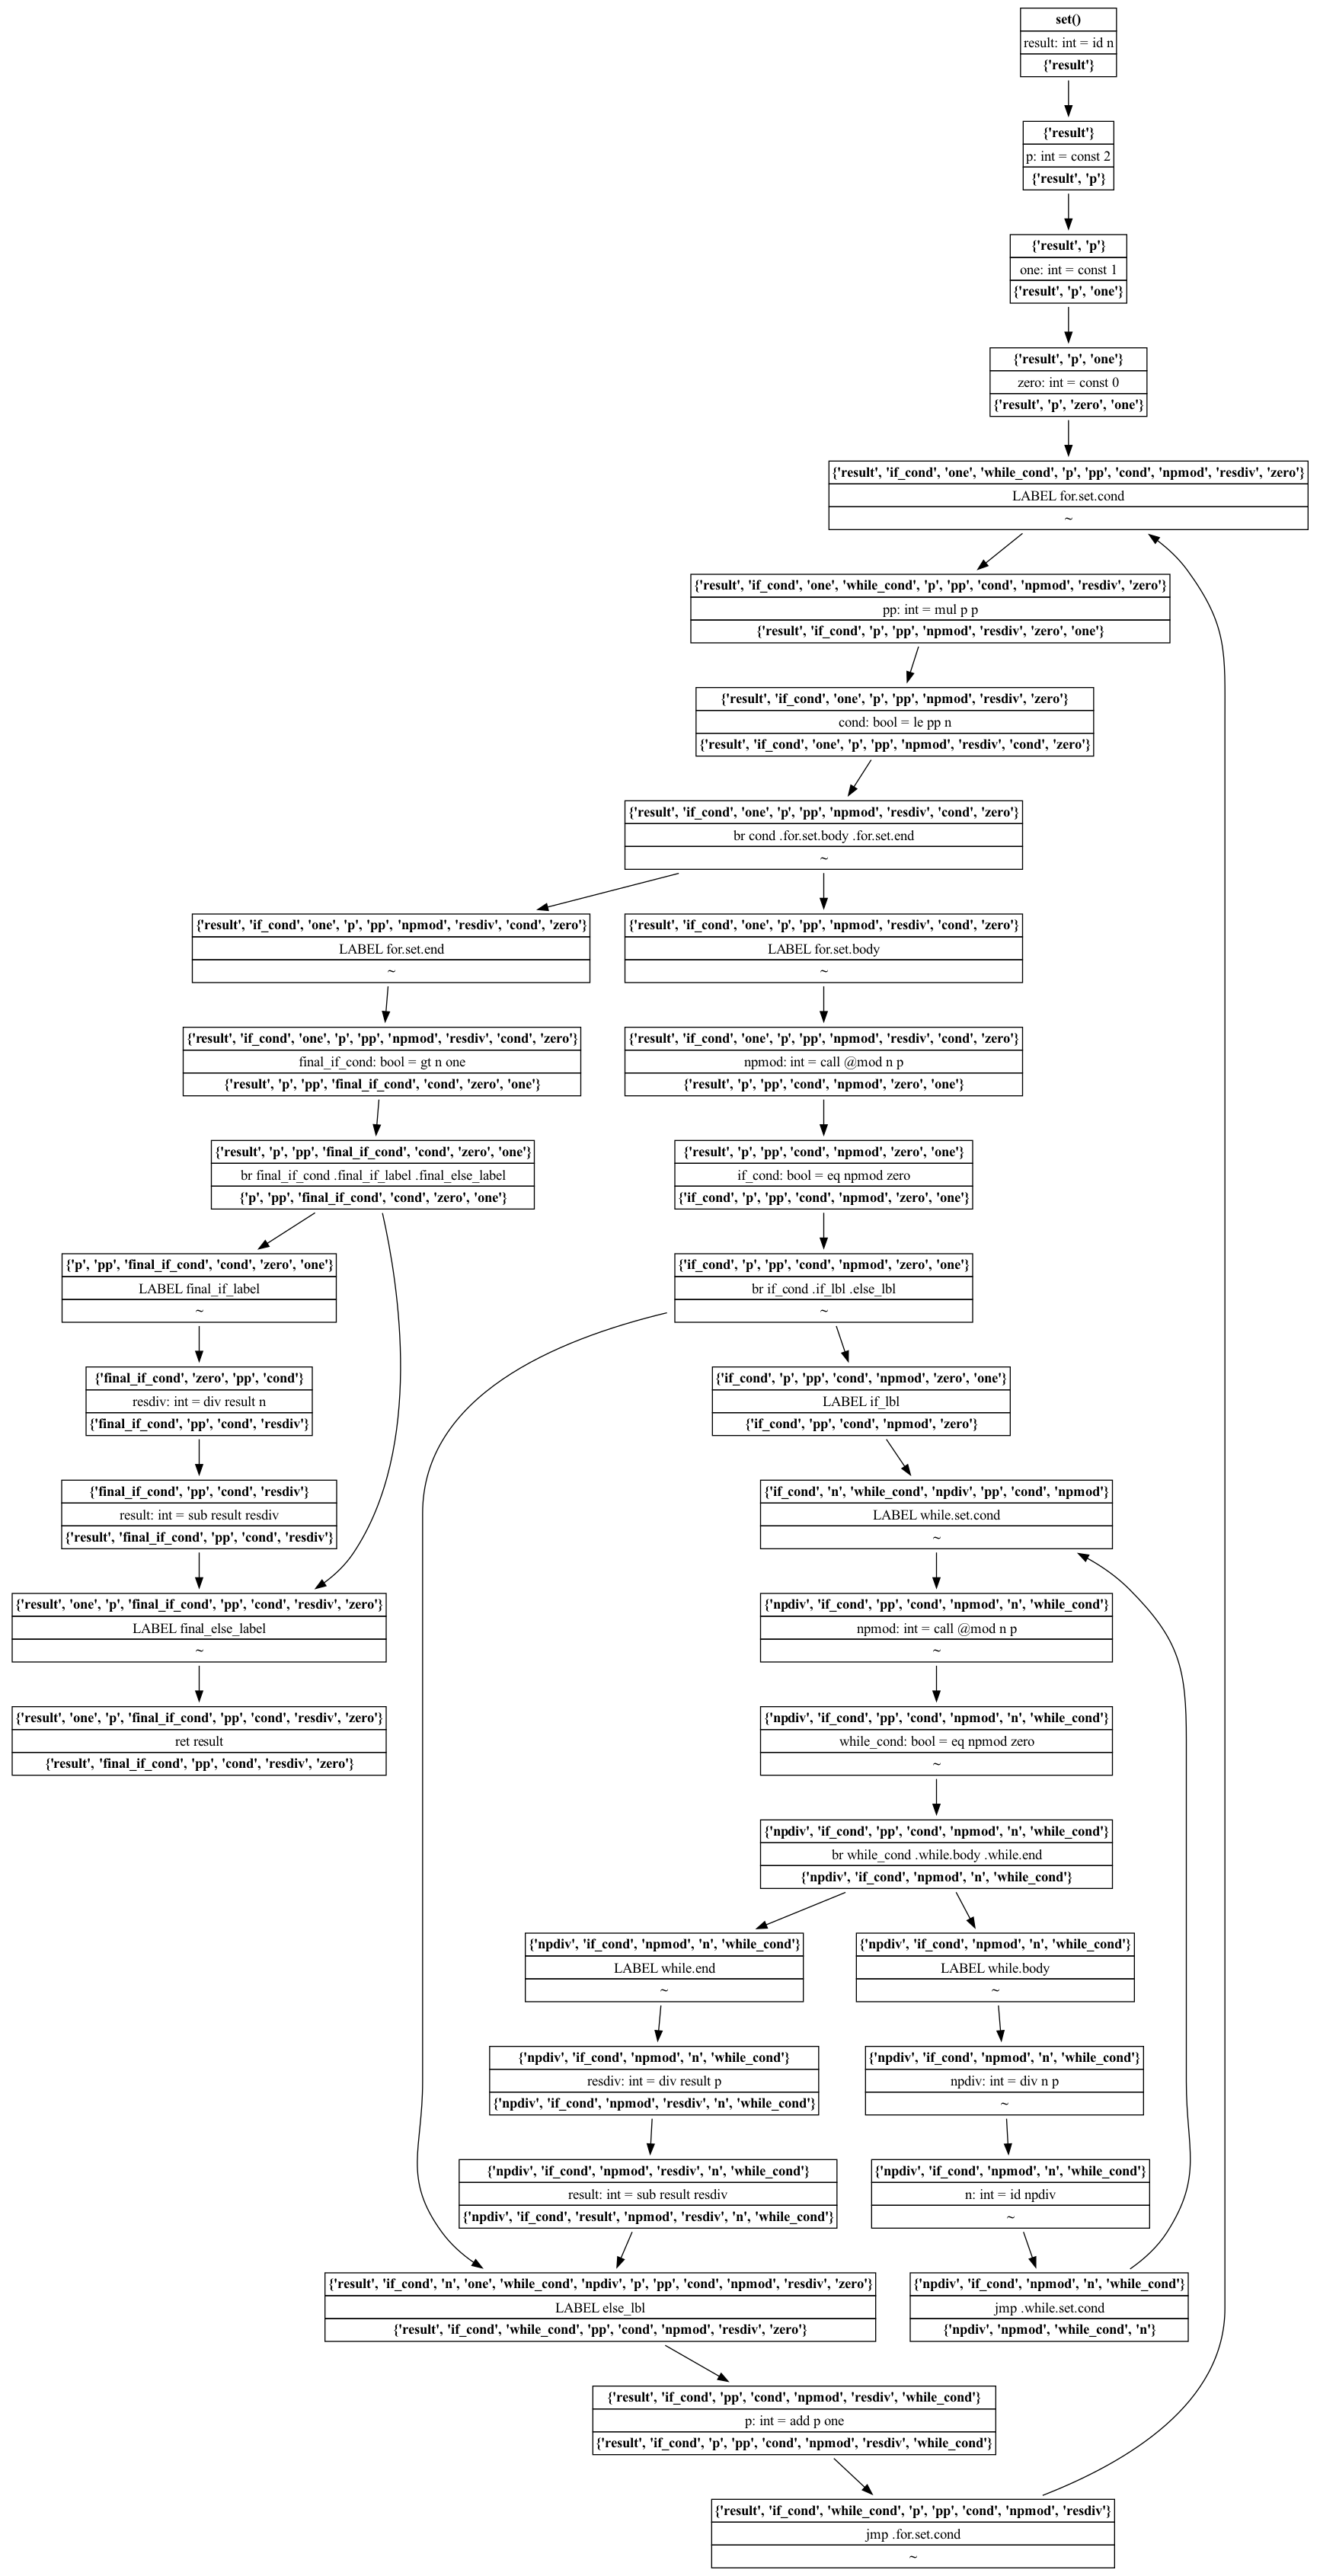 set()
result: int = id n
{'result'}
{'result'}
p: int = const 2
{'result', 'p'}
{'result', 'p'}
one: int = const 1
{'result', 'p', 'one'}
{'result', 'p', 'one'}
zero: int = const 0
{'result', 'p', 'zero', 'one'}
{'result', 'if_cond', 'one', 'while_cond', 'p', 'pp', 'cond', 'npmod', 'resdiv', 'zero'}
LABEL for.set.cond
~
{'result', 'if_cond', 'one', 'while_cond', 'p', 'pp', 'cond', 'npmod', 'resdiv', 'zero'}
pp: int = mul p p
{'result', 'if_cond', 'p', 'pp', 'npmod', 'resdiv', 'zero', 'one'}
{'result', 'if_cond', 'one', 'p', 'pp', 'npmod', 'resdiv', 'zero'}
cond: bool = le pp n
{'result', 'if_cond', 'one', 'p', 'pp', 'npmod', 'resdiv', 'cond', 'zero'}
{'result', 'if_cond', 'one', 'p', 'pp', 'npmod', 'resdiv', 'cond', 'zero'}
br cond .for.set.body .for.set.end
~
{'result', 'if_cond', 'one', 'p', 'pp', 'npmod', 'resdiv', 'cond', 'zero'}
LABEL for.set.end
~
{'result', 'if_cond', 'one', 'p', 'pp', 'npmod', 'resdiv', 'cond', 'zero'}
LABEL for.set.body
~
{'result', 'if_cond', 'one', 'p', 'pp', 'npmod', 'resdiv', 'cond', 'zero'}
final_if_cond: bool = gt n one
{'result', 'p', 'pp', 'final_if_cond', 'cond', 'zero', 'one'}
{'result', 'if_cond', 'one', 'p', 'pp', 'npmod', 'resdiv', 'cond', 'zero'}
npmod: int = call @mod n p
{'result', 'p', 'pp', 'cond', 'npmod', 'zero', 'one'}
{'result', 'p', 'pp', 'final_if_cond', 'cond', 'zero', 'one'}
br final_if_cond .final_if_label .final_else_label
{'p', 'pp', 'final_if_cond', 'cond', 'zero', 'one'}
{'result', 'p', 'pp', 'cond', 'npmod', 'zero', 'one'}
if_cond: bool = eq npmod zero
{'if_cond', 'p', 'pp', 'cond', 'npmod', 'zero', 'one'}
{'p', 'pp', 'final_if_cond', 'cond', 'zero', 'one'}
LABEL final_if_label
~
{'if_cond', 'p', 'pp', 'cond', 'npmod', 'zero', 'one'}
br if_cond .if_lbl .else_lbl
~
{'final_if_cond', 'zero', 'pp', 'cond'}
resdiv: int = div result n
{'final_if_cond', 'pp', 'cond', 'resdiv'}
{'if_cond', 'p', 'pp', 'cond', 'npmod', 'zero', 'one'}
LABEL if_lbl
{'if_cond', 'pp', 'cond', 'npmod', 'zero'}
{'final_if_cond', 'pp', 'cond', 'resdiv'}
result: int = sub result resdiv
{'result', 'final_if_cond', 'pp', 'cond', 'resdiv'}
{'if_cond', 'n', 'while_cond', 'npdiv', 'pp', 'cond', 'npmod'}
LABEL while.set.cond
~
{'result', 'one', 'p', 'final_if_cond', 'pp', 'cond', 'resdiv', 'zero'}
LABEL final_else_label
~
{'npdiv', 'if_cond', 'pp', 'cond', 'npmod', 'n', 'while_cond'}
npmod: int = call @mod n p
~
{'result', 'one', 'p', 'final_if_cond', 'pp', 'cond', 'resdiv', 'zero'}
ret result
{'result', 'final_if_cond', 'pp', 'cond', 'resdiv', 'zero'}
{'npdiv', 'if_cond', 'pp', 'cond', 'npmod', 'n', 'while_cond'}
while_cond: bool = eq npmod zero
~
{'npdiv', 'if_cond', 'pp', 'cond', 'npmod', 'n', 'while_cond'}
br while_cond .while.body .while.end
{'npdiv', 'if_cond', 'npmod', 'n', 'while_cond'}
{'npdiv', 'if_cond', 'npmod', 'n', 'while_cond'}
LABEL while.end
~
{'npdiv', 'if_cond', 'npmod', 'n', 'while_cond'}
LABEL while.body
~
{'npdiv', 'if_cond', 'npmod', 'n', 'while_cond'}
resdiv: int = div result p
{'npdiv', 'if_cond', 'npmod', 'resdiv', 'n', 'while_cond'}
{'npdiv', 'if_cond', 'npmod', 'n', 'while_cond'}
npdiv: int = div n p
~
{'npdiv', 'if_cond', 'npmod', 'resdiv', 'n', 'while_cond'}
result: int = sub result resdiv
{'npdiv', 'if_cond', 'result', 'npmod', 'resdiv', 'n', 'while_cond'}
{'npdiv', 'if_cond', 'npmod', 'n', 'while_cond'}
n: int = id npdiv
~
{'result', 'if_cond', 'n', 'one', 'while_cond', 'npdiv', 'p', 'pp', 'cond', 'npmod', 'resdiv', 'zero'}
LABEL else_lbl
{'result', 'if_cond', 'while_cond', 'pp', 'cond', 'npmod', 'resdiv', 'zero'}
{'npdiv', 'if_cond', 'npmod', 'n', 'while_cond'}
jmp .while.set.cond
{'npdiv', 'npmod', 'while_cond', 'n'}
{'result', 'if_cond', 'pp', 'cond', 'npmod', 'resdiv', 'while_cond'}
p: int = add p one
{'result', 'if_cond', 'p', 'pp', 'cond', 'npmod', 'resdiv', 'while_cond'}
{'result', 'if_cond', 'while_cond', 'p', 'pp', 'cond', 'npmod', 'resdiv'}
jmp .for.set.cond
~